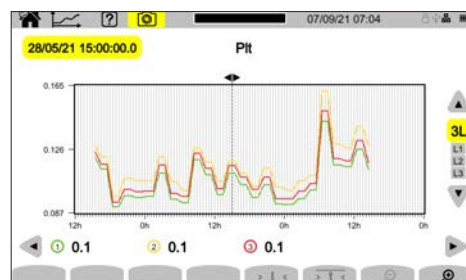 ? 07/09/21 07:04
28/05/21 15:00:00.0 Plt
0.165
0.126
0.087
12h 0h 12h 0h 12h 0h
3L
L1
L2
L3
1 0.1 2 0.1 3 0.1